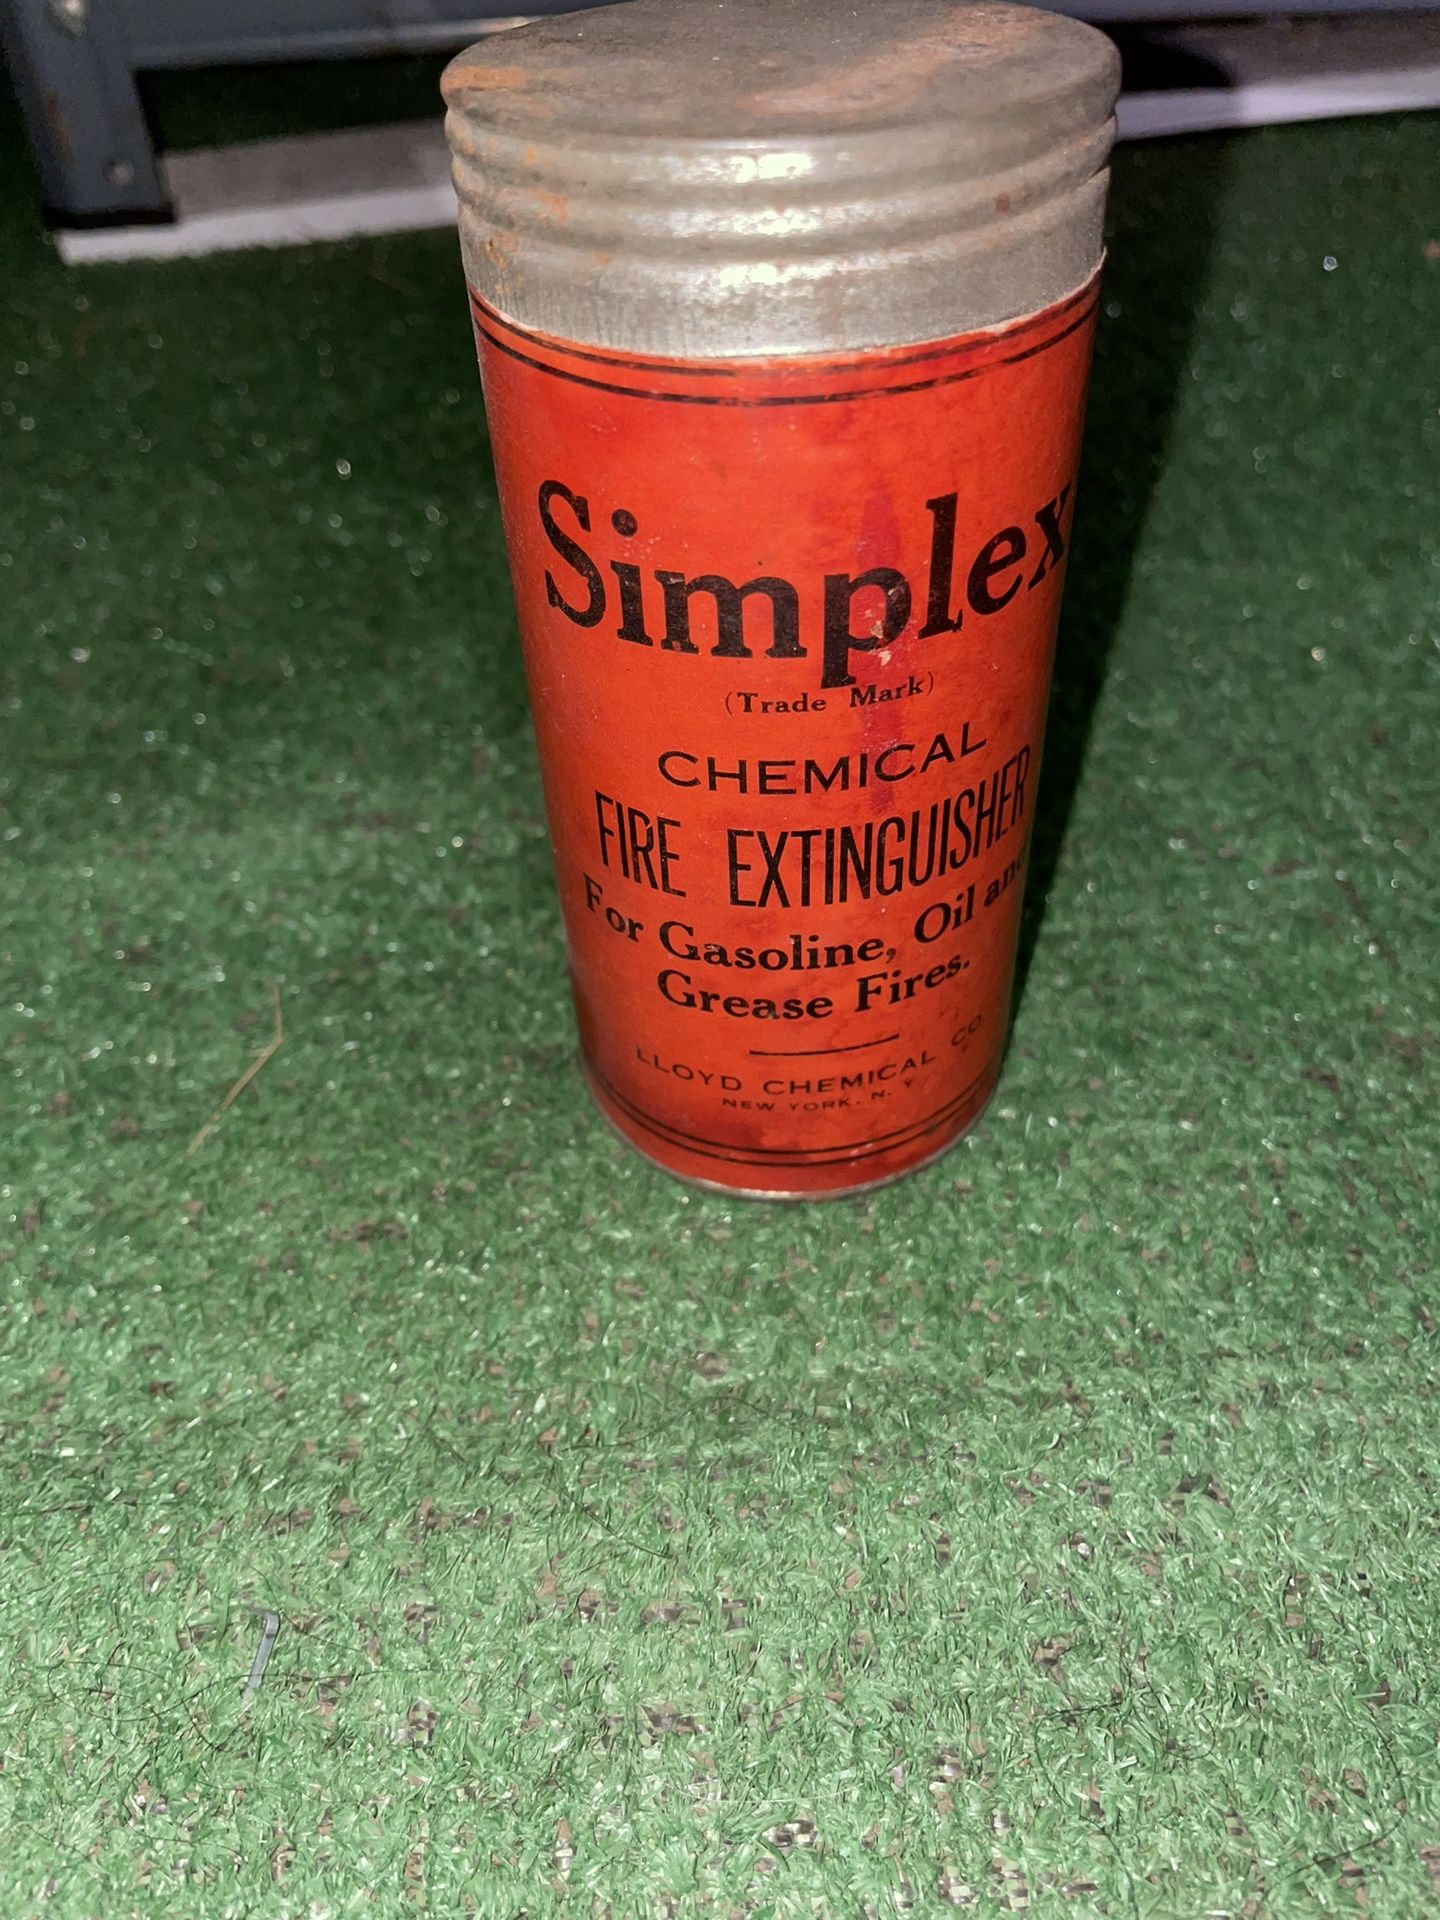 Simplex
(Trade Mark)
CHEMICAL
FIRE EXTINGUISHER
For Gasoline, Oil and
Grease Fires.
LLOYD CHEMICAL CO.
NEW YORK, N. Y